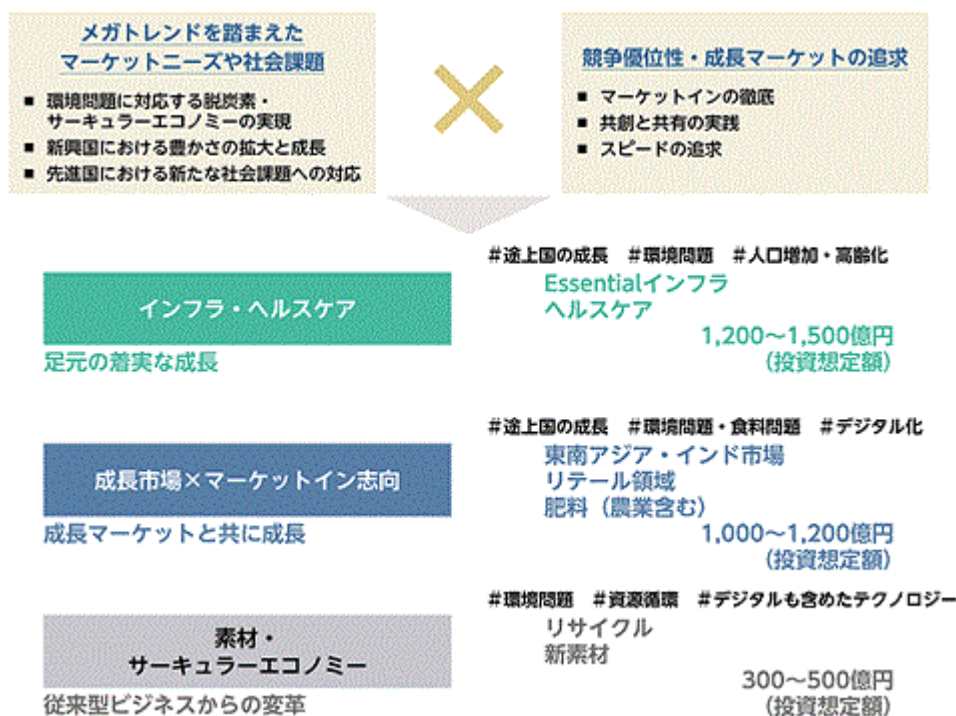 メガトレンドを踏まえた
マーケットニーズや社会課題
■ 環境問題に対応する脱炭素・
サーキュラーエコノミーの実現
■ 新興国における豊かさの拡大と成長
■ 先進国における新たな社会課題への対応
×
競争優位性・成長マーケットの追求
■ マーケットインの徹底
■ 共創と共有の実践
■ スピードの追求
インフラ・ヘルスケア
足元の着実な成長
#途上国の成長 #環境問題 #人口増加・高齢化
Essentialインフラ
ヘルスケア
1,200～1,500億円
(投資想定額)
成長市場×マーケットイン志向
成長マーケットと共に成長
#途上国の成長 #環境問題・食料問題 #デジタル化
東南アジア・インド市場
リテール領域
肥料（農業含む）
1,000～1,200億円
(投資想定額)
素材・
サーキュラーエコノミー
従来型ビジネスからの変革
#環境問題 #資源循環 #デジタルも含めたテクノロジー
リサイクル
新素材
300～500億円
(投資想定額)